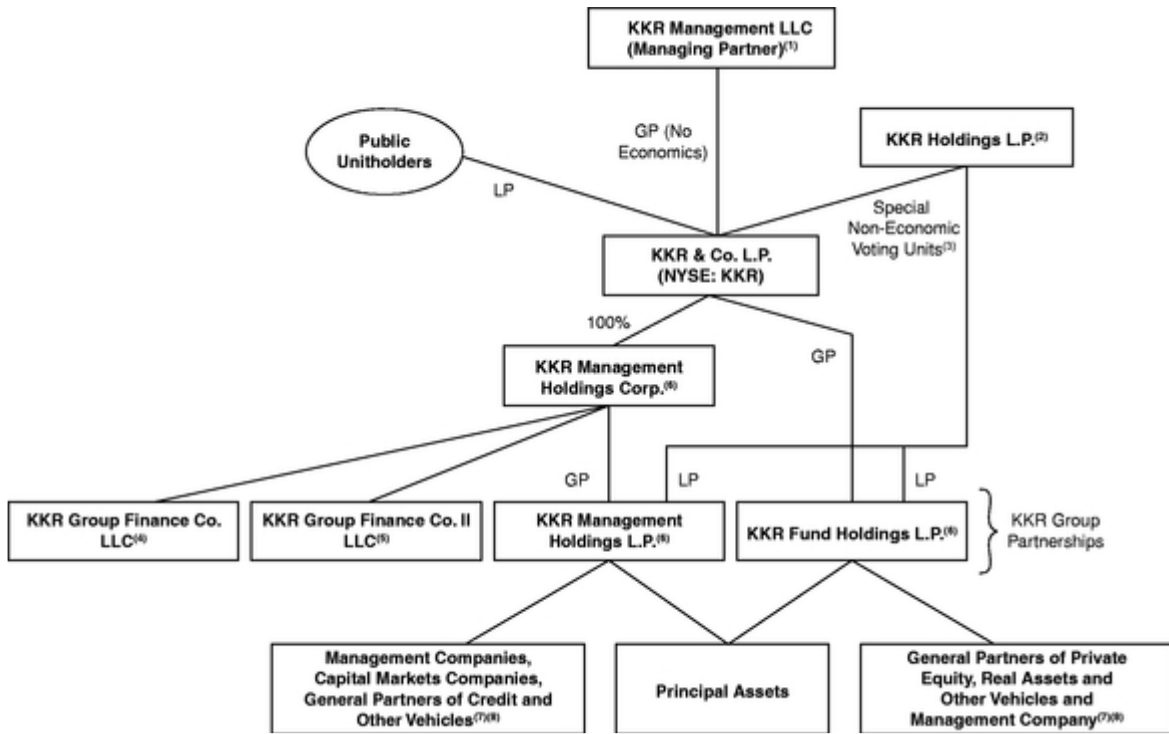 KKR Management LLC
(Managing Partner)(1)
GP (No
Economics)
KKR Holdings L.P.(2)
Public
Unitholders
LP
Special
Non-Economic
Voting Units(3)
KKR & Co. L.P.
(NYSE: KKR)
100%
GP
KKR Management
Holdings Corp.(6)
GP
LP
LP
KKR Group Finance Co.
LLC(4)
KKR Group Finance Co. II
LLC(5)
KKR Management
Holdings L.P.(6)
KKR Fund Holdings L.P.(6)
KKR Group
Partnerships
Management Companies,
Capital Markets Companies,
General Partners of Credit and
Other Vehicles(7)(8)
Principal Assets
General Partners of Private
Equity, Real Assets and
Other Vehicles and
Management Company(7)(8)